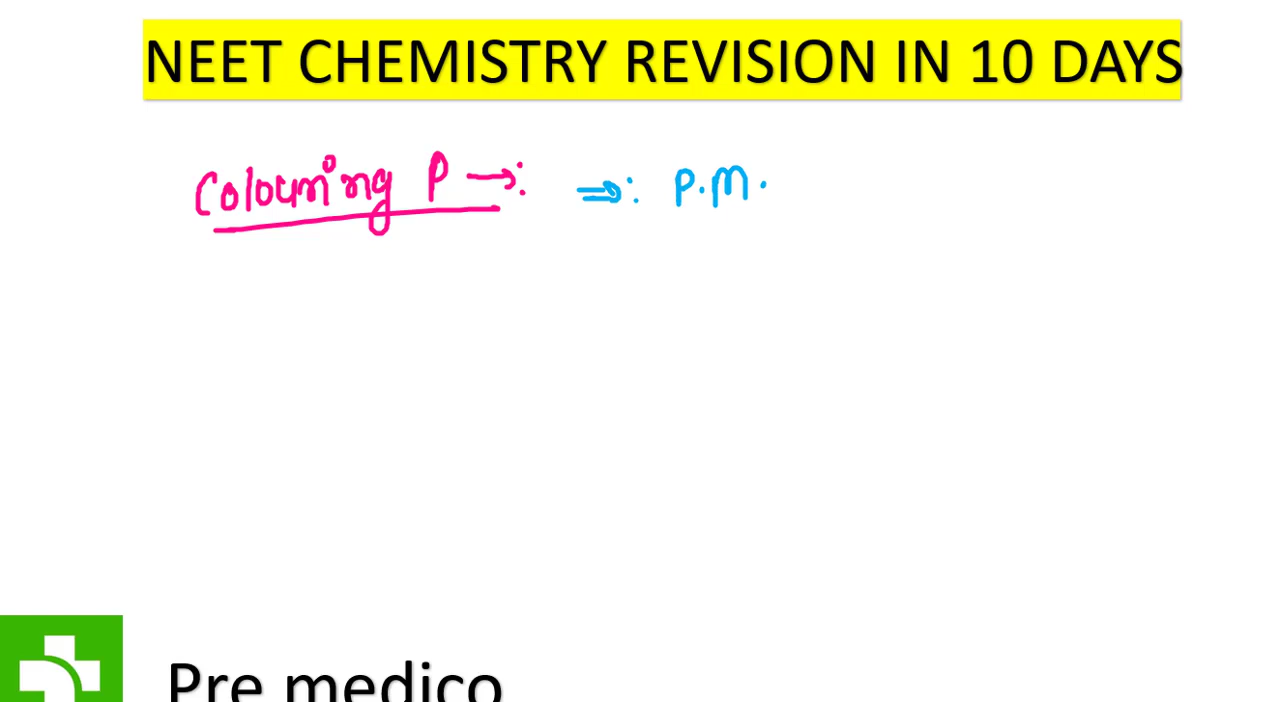 NEET CHEMISTRY REVISION IN 10 DAYS
Colouring P →: ⇒: P.M.
Pre medico